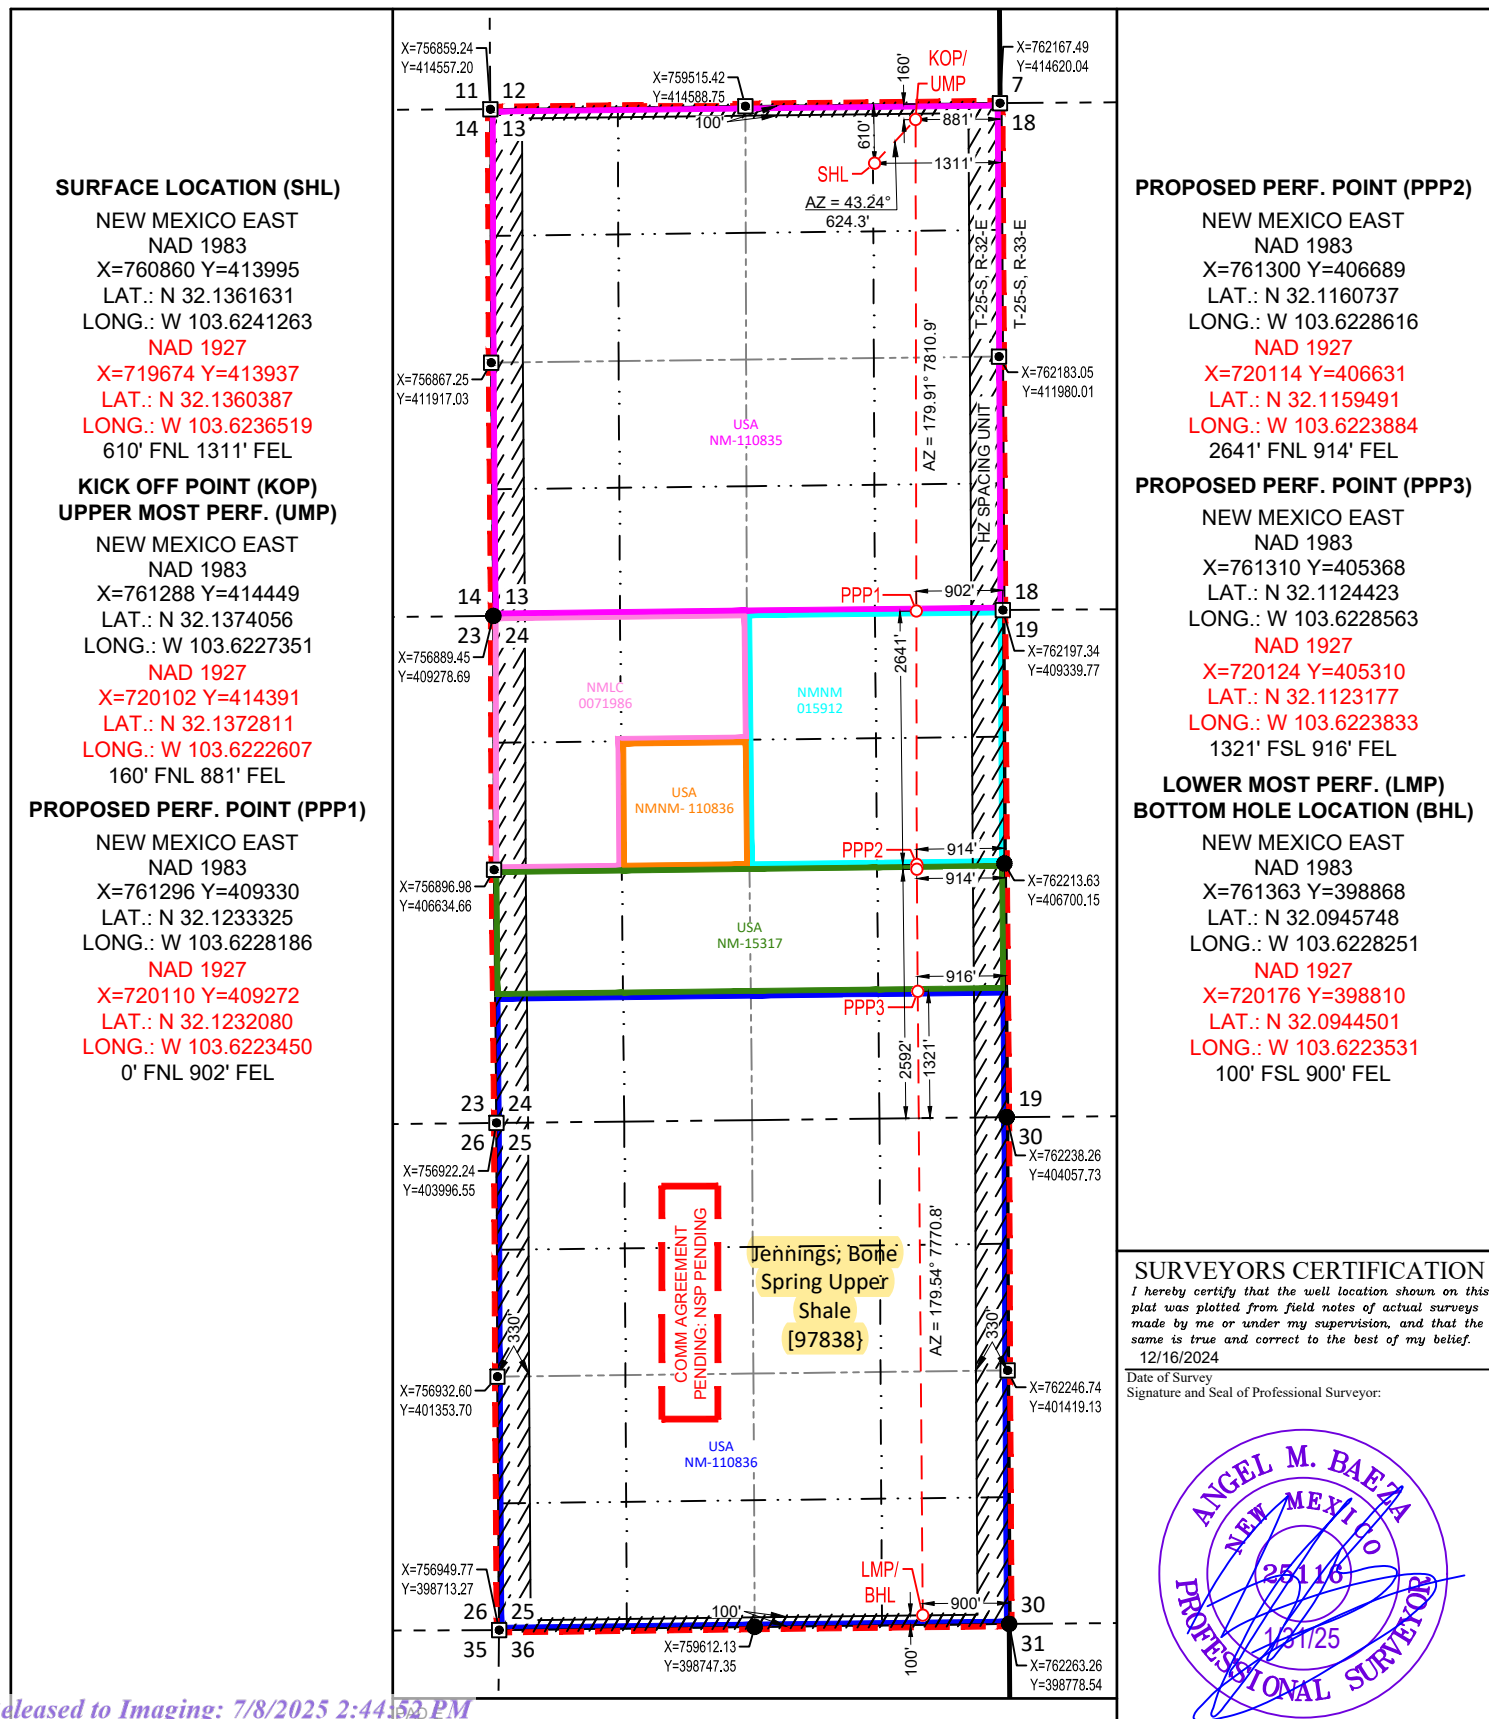 SURFACE LOCATION (SHL)
NEW MEXICO EAST
NAD 1983
X=760860 Y=413995
LAT.: N 32.1361631
LONG.: W 103.6241263
NAD 1927
X=719674 Y=413937
LAT.: N 32.1360387
LONG.: W 103.6236519
610' FNL 1311' FEL
KICK OFF POINT (KOP)
UPPER MOST PERF. (UMP)
NEW MEXICO EAST
NAD 1983
X=761288 Y=414449
LAT.: N 32.1374056
LONG.: W 103.6227351
NAD 1927
X=720102 Y=414391
LAT.: N 32.1372811
LONG.: W 103.6222607
160' FNL 881' FEL
PROPOSED PERF. POINT (PPP1)
NEW MEXICO EAST
NAD 1983
X=761296 Y=409330
LAT.: N 32.1233325
LONG.: W 103.6228186
NAD 1927
X=720110 Y=409272
LAT.: N 32.1232080
LONG.: W 103.6223450
0' FNL 902' FEL
X=756859.24
Y=414557.20
X=759515.42
Y=414588.75
KOP/
UMP
160'
X=762167.49
Y=414620.04
11 12
7
14 13
18
100'
610'
881'
SHL
1311'
AZ = 43.24°
624.3'
T-25-S, R-32-E
T-25-S, R-33-E
AZ = 179.91° 7810.9'
HZ SPACING UNIT
X=756867.25
Y=411917.03
X=762183.05
Y=411980.01
USA
NM-110835
14 13
PPP1
902'
18
23 24
19
X=756889.45
Y=409278.69
X=762197.34
Y=409339.77
2641'
NMLC
0071986
NMNM
015912
USA
NMNM- 110836
PPP2
914'
914'
X=756896.98
Y=406634.66
X=762213.63
Y=406700.15
USA
NM-15317
916'
PPP3
2592'
1321'
23 24
19
26 25
30
X=756922.24
Y=403996.55
X=762238.26
Y=404057.73
COMM AGREEMENT
PENDING: NSP PENDING
Jennings; Bone
Spring Upper
Shale
[97838}
AZ = 179.54° 7770.8'
330'
330'
X=756932.60
Y=401353.70
X=762246.74
Y=401419.13
USA
NM-110836
X=756949.77
Y=398713.27
LMP/
BHL
900'
100'
26 25
30
35 36
31
X=759612.13
Y=398747.35
100'
X=762263.26
Y=398778.54
PROPOSED PERF. POINT (PPP2)
NEW MEXICO EAST
NAD 1983
X=761300 Y=406689
LAT.: N 32.1160737
LONG.: W 103.6228616
NAD 1927
X=720114 Y=406631
LAT.: N 32.1159491
LONG.: W 103.6223884
2641' FNL 914' FEL
PROPOSED PERF. POINT (PPP3)
NEW MEXICO EAST
NAD 1983
X=761310 Y=405368
LAT.: N 32.1124423
LONG.: W 103.6228563
NAD 1927
X=720124 Y=405310
LAT.: N 32.1123177
LONG.: W 103.6223833
1321' FSL 916' FEL
LOWER MOST PERF. (LMP)
BOTTOM HOLE LOCATION (BHL)
NEW MEXICO EAST
NAD 1983
X=761363 Y=398868
LAT.: N 32.0945748
LONG.: W 103.6228251
NAD 1927
X=720176 Y=398810
LAT.: N 32.0944501
LONG.: W 103.6223531
100' FSL 900' FEL
SURVEYORS CERTIFICATION
I hereby certify that the well location shown on this
plat was plotted from field notes of actual surveys
made by me or under my supervision, and that the
same is true and correct to the best of my belief.
12/16/2024
Date of Survey
Signature and Seal of Professional Surveyor:
ANGEL M. BAEZA
NEW MEXICO
25116
1/31/25
PROFESSIONAL SURVEYOR
eleased to Imaging: 7/8/2025 2:44:52 PM